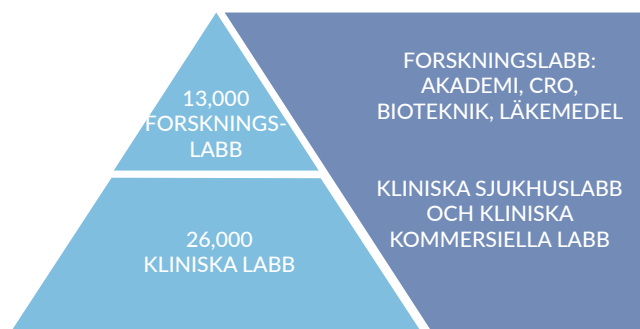 13,000
FORSKNINGS-
LABB
26,000
KLINISKA LABB
FORSKNINGSLABB:
AKADEMI, CRO,
BIOTEKNIK, LÄKEMEDEL
KLINISKA SJUKHUSLABB
OCH KLINISKA
KOMMERSIELLA LABB